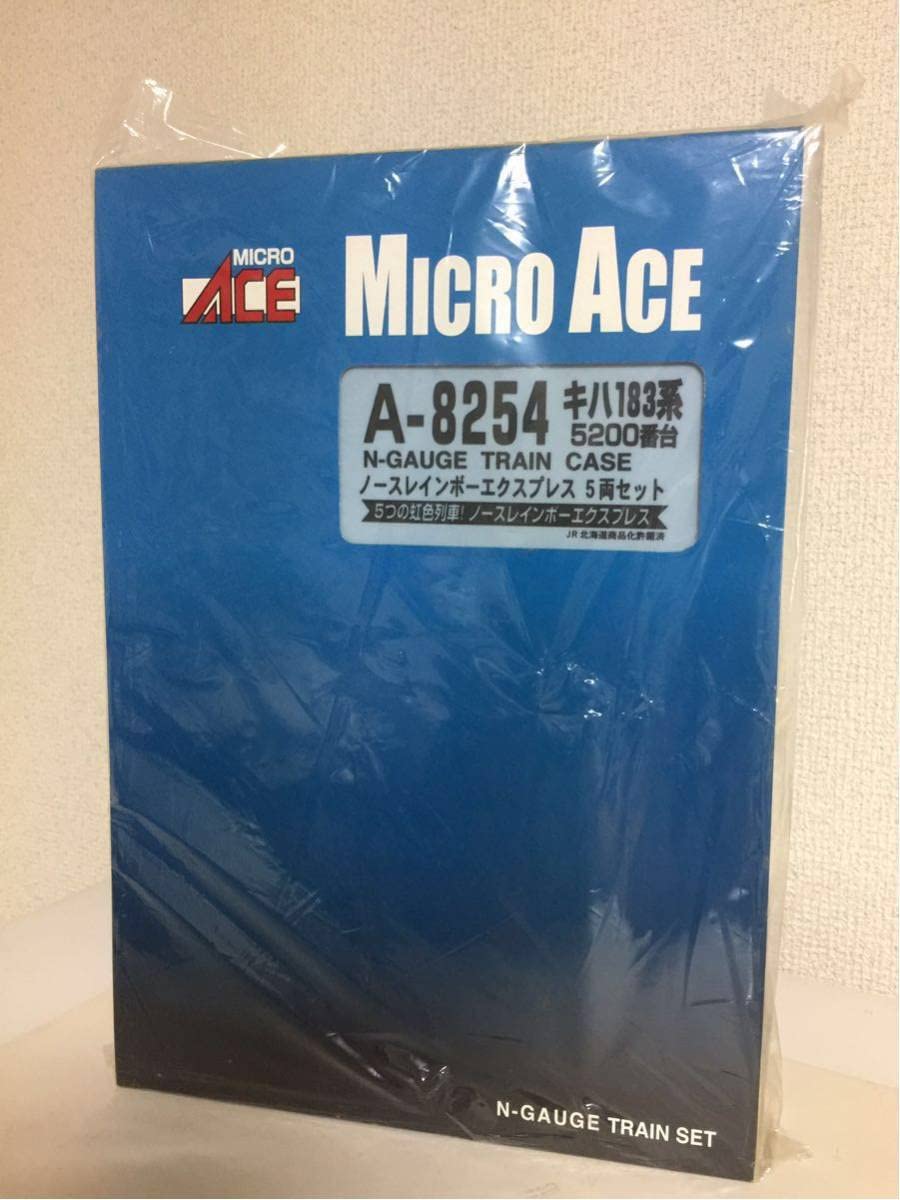 MICRO
ACE
MICRO ACE
A-8254 キハ183系
5200番台
N-GAUGE TRAIN CASE
ノースレインボーエクスプレス 5両セット
5つの虹色列車! ノースレインボーエクスプレス
JR北海道商品化許諾済
N-GAUGE TRAIN SET